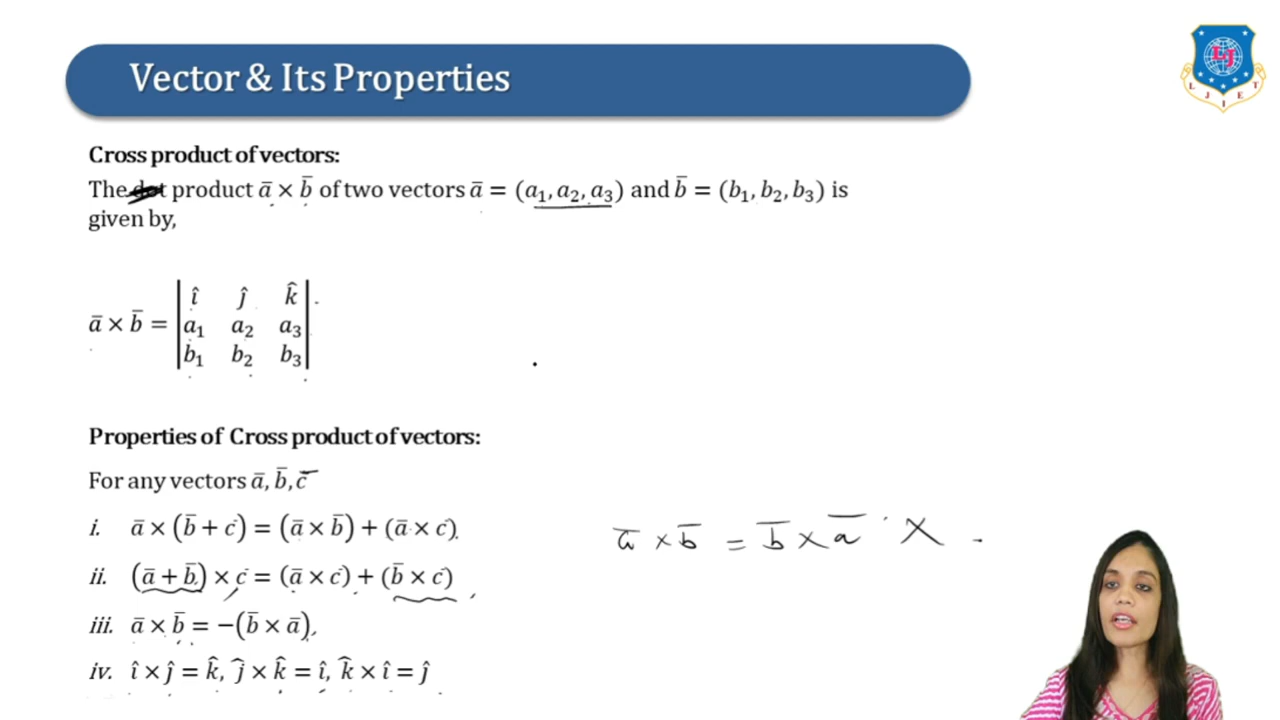 Vector & Its Properties
LJ
L J I E T
Cross product of vectors:
The dot product a̅ × b̅ of two vectors a̅ = (a₁, a₂, a₃) and b̅ = (b₁, b₂, b₃) is
given by,
a̅ × b̅ = | î ĵ k̂ |
a₁ a₂ a₃
b₁ b₂ b₃
Properties of Cross product of vectors:
For any vectors a̅, b̅, c̅
i. a̅ × (b̅ + c) = (a̅ × b̅) + (a̅ × c)
ii. (a̅ + b̅) × c = (a̅ × c) + (b̅ × c)
a̅ × b̅ = b̅ × a̅ X
iii. a̅ × b̅ = −(b̅ × a̅)
iv. î × ĵ = k̂, ĵ × k̂ = î, k̂ × î = ĵ